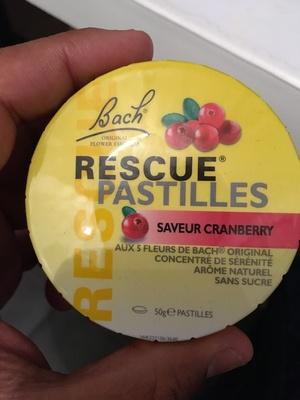 Bach
ORIGINAL
FLOWER
RESCUE
RESCUE®
PASTILLES
SAVEUR CRANBERRY
AUX 5 FLEURS DE BACH® ORIGINAL
CONCENTRÉ DE SÉRÉNITÉ
ARÔME NATUREL
SANS SUCRE
50g ℮ PASTILLES